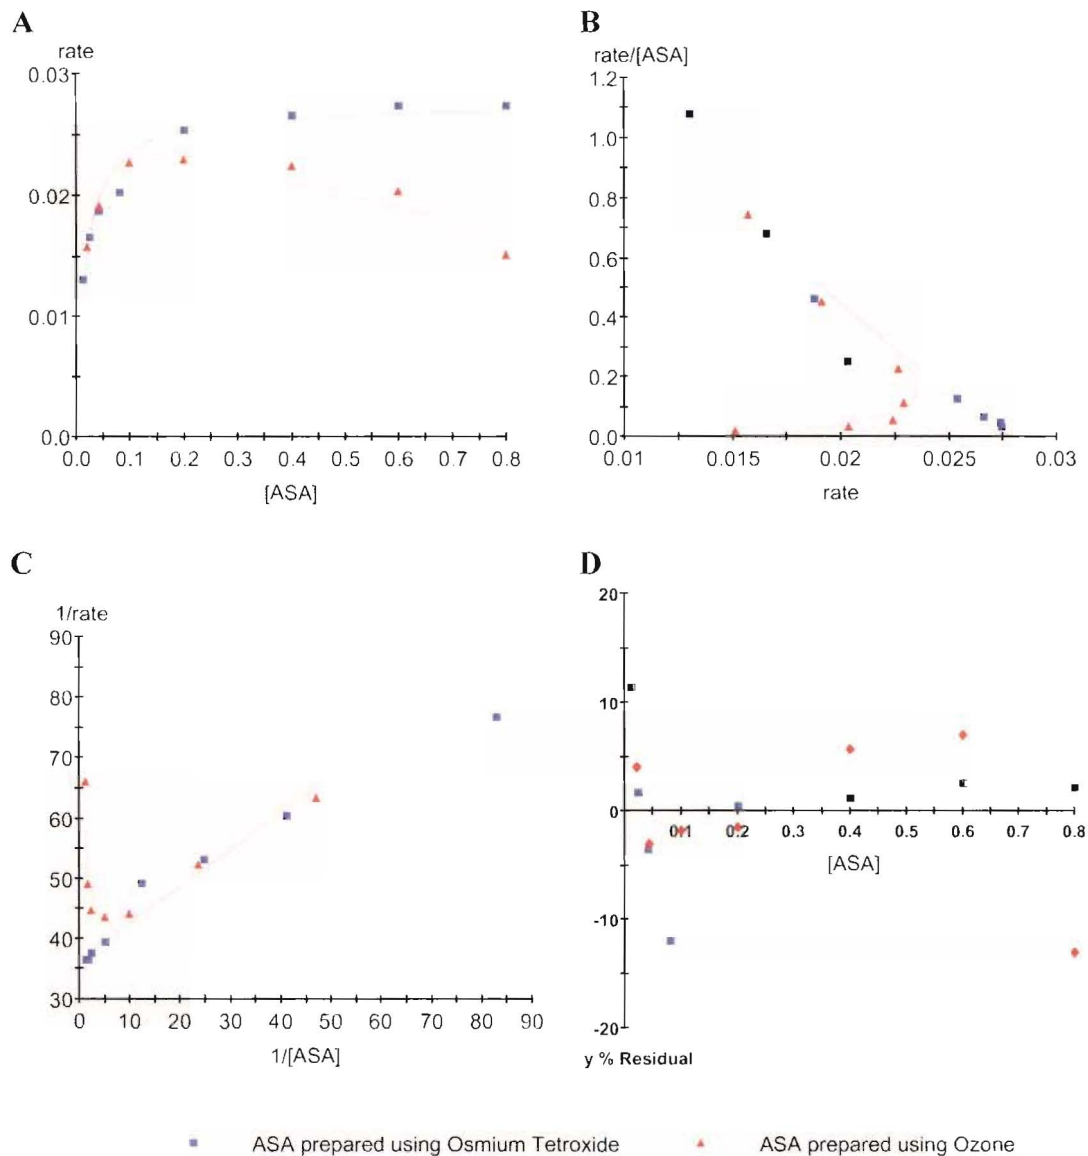 A
rate
0.03
0.02
0.01
0.0
0.0 0.1 0.2 0.3 0.4 0.5 0.6 0.7 0.8
[ASA]
B
rate/[ASA]
1.2
1.0
0.8
0.6
0.4
0.2
0.0
0.01 0.015 0.02 0.025 0.03
rate
C
1/rate
90
80
70
60
50
40
30
0 10 20 30 40 50 60 70 80 90
1/[ASA]
D
20
10
0
-10
-20
0.1 0.2 0.3 0.4 0.5 0.6 0.7 0.8
[ASA]
y % Residual
ASA prepared using Osmium Tetroxide
ASA prepared using Ozone